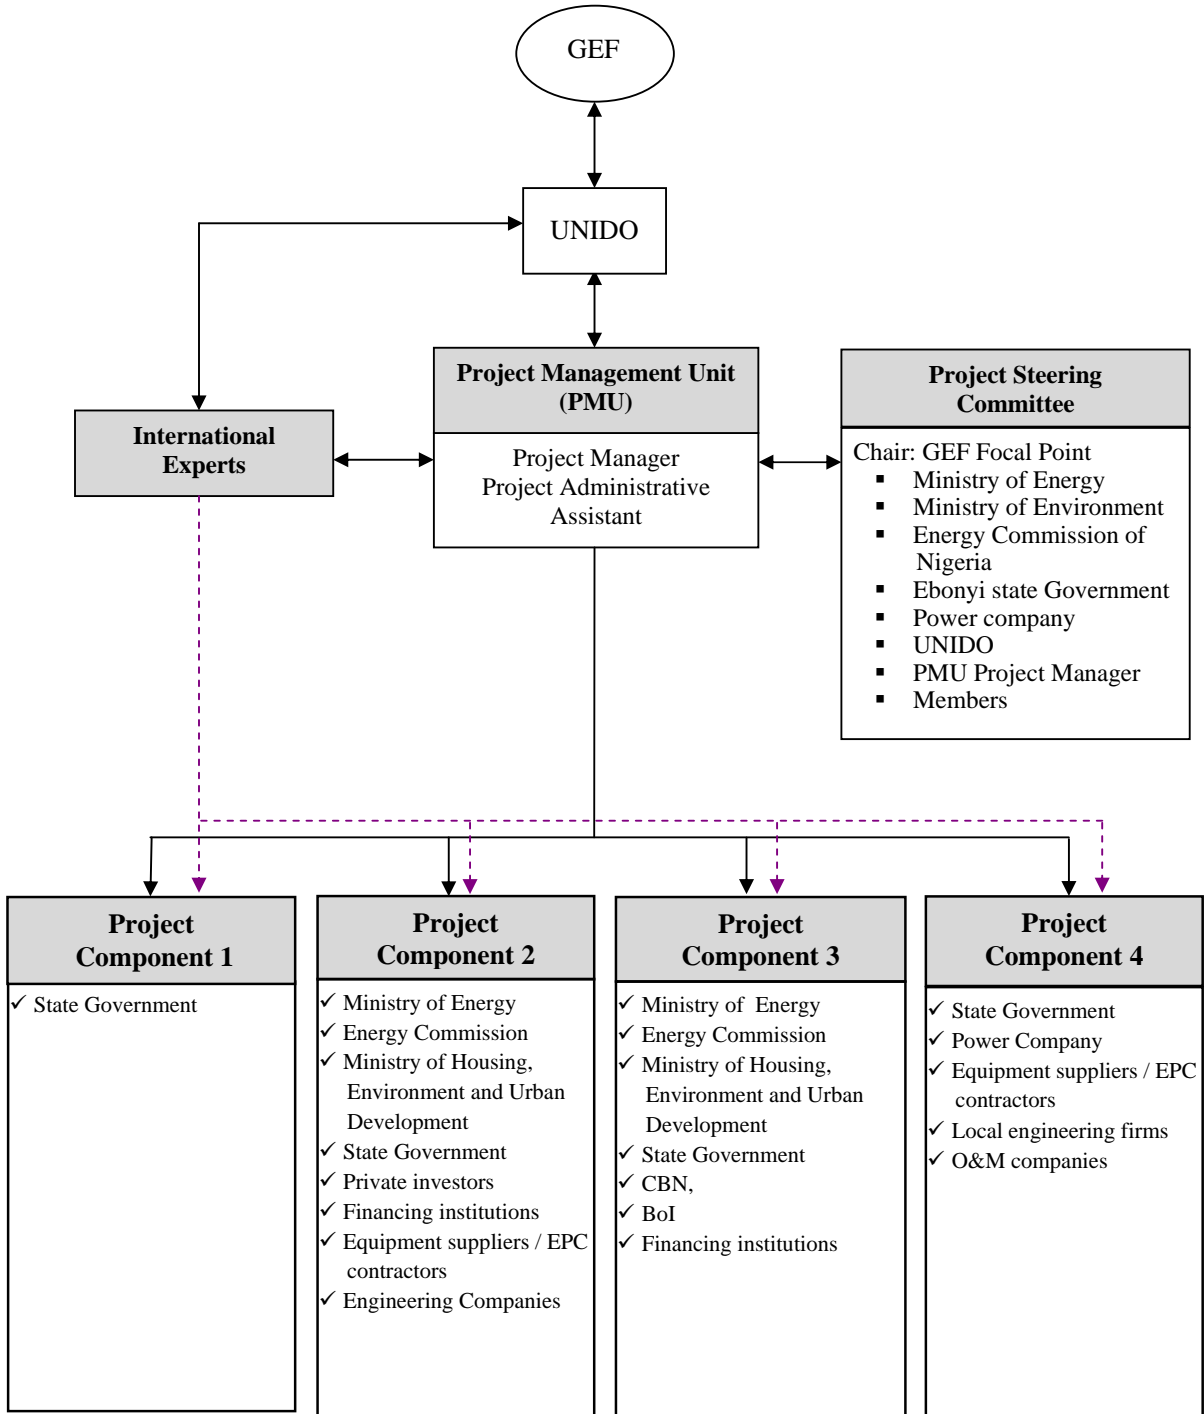 GEF
UNIDO
Project Management Unit
(PMU)
Project Manager
Project Administrative
Assistant
International
Experts
Project Steering
Committee
Chair: GEF Focal Point
▪ Ministry of Energy
▪ Ministry of Environment
▪ Energy Commission of
Nigeria
▪ Ebonyi state Government
▪ Power company
▪ UNIDO
▪ PMU Project Manager
▪ Members
Project
Component 1
✓ State Government
Project
Component 2
✓ Ministry of Energy
✓ Energy Commission
✓ Ministry of Housing,
Environment and Urban
Development
✓ State Government
✓ Private investors
✓ Financing institutions
✓ Equipment suppliers / EPC
contractors
✓ Engineering Companies
Project
Component 3
✓ Ministry of Energy
✓ Energy Commission
✓ Ministry of Housing,
Environment and Urban
Development
✓ State Government
✓ CBN,
✓ BoI
✓ Financing institutions
Project
Component 4
✓ State Government
✓ Power Company
✓ Equipment suppliers / EPC
contractors
✓ Local engineering firms
✓ O&M companies